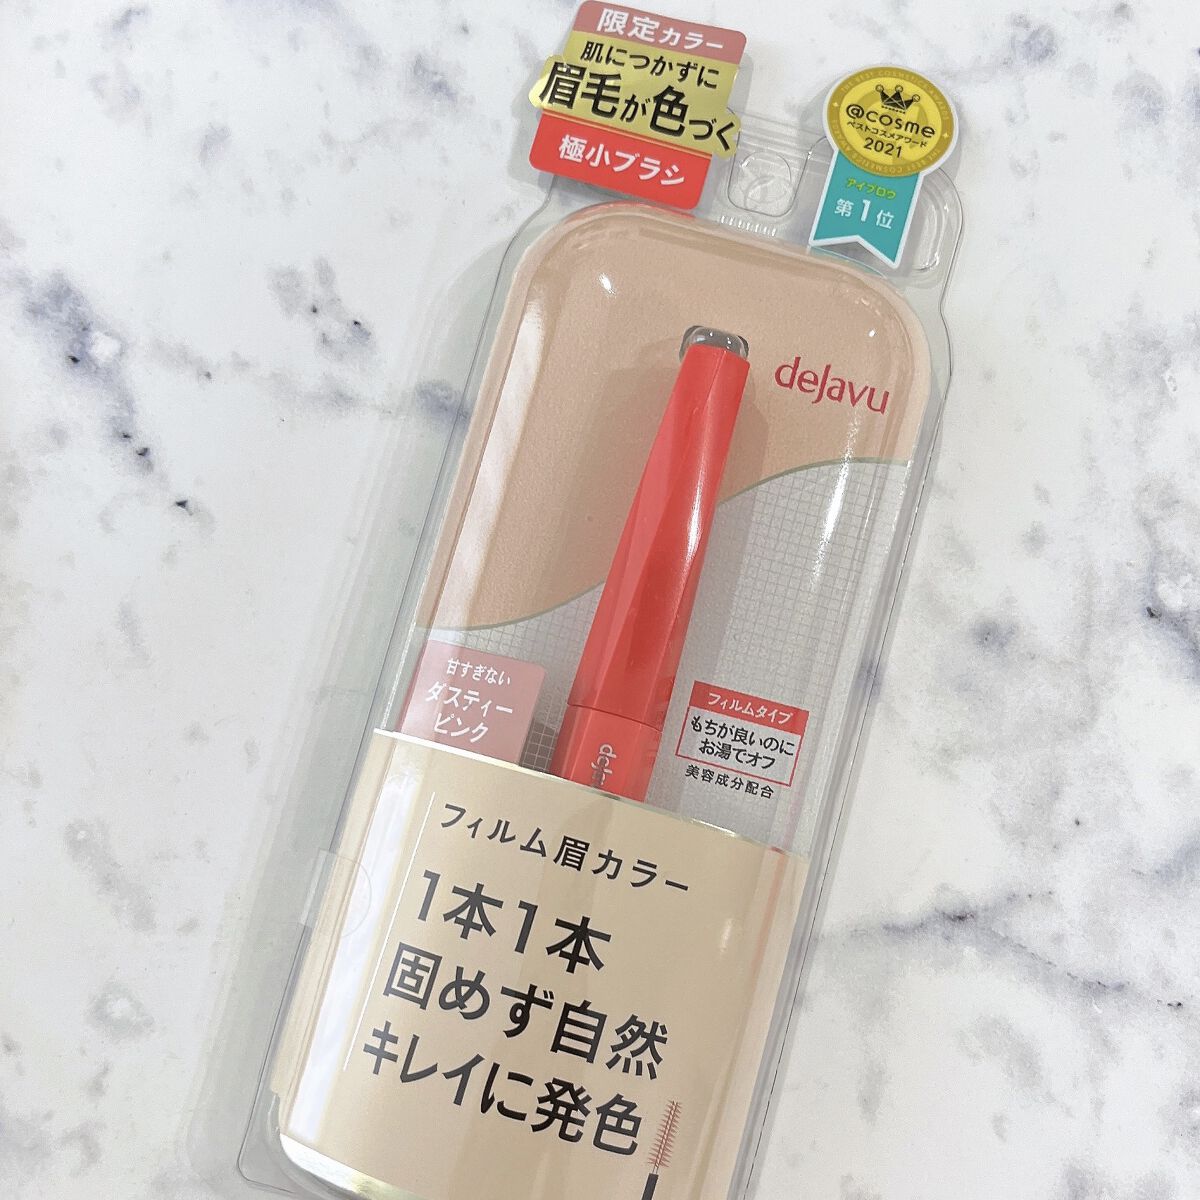 限定カラー
肌につかずに
眉毛が色づく
極小ブラシ
@cosme
ベストコスメアワード
2021
アイブロウ
第1位
dejavu
甘すぎない
ダスティー
ピンク
フィルムタイプ
もちが良いのに
お湯でオフ
美容成分配合
フィルム眉カラー
1本1本
固めず自然
キレイに発色